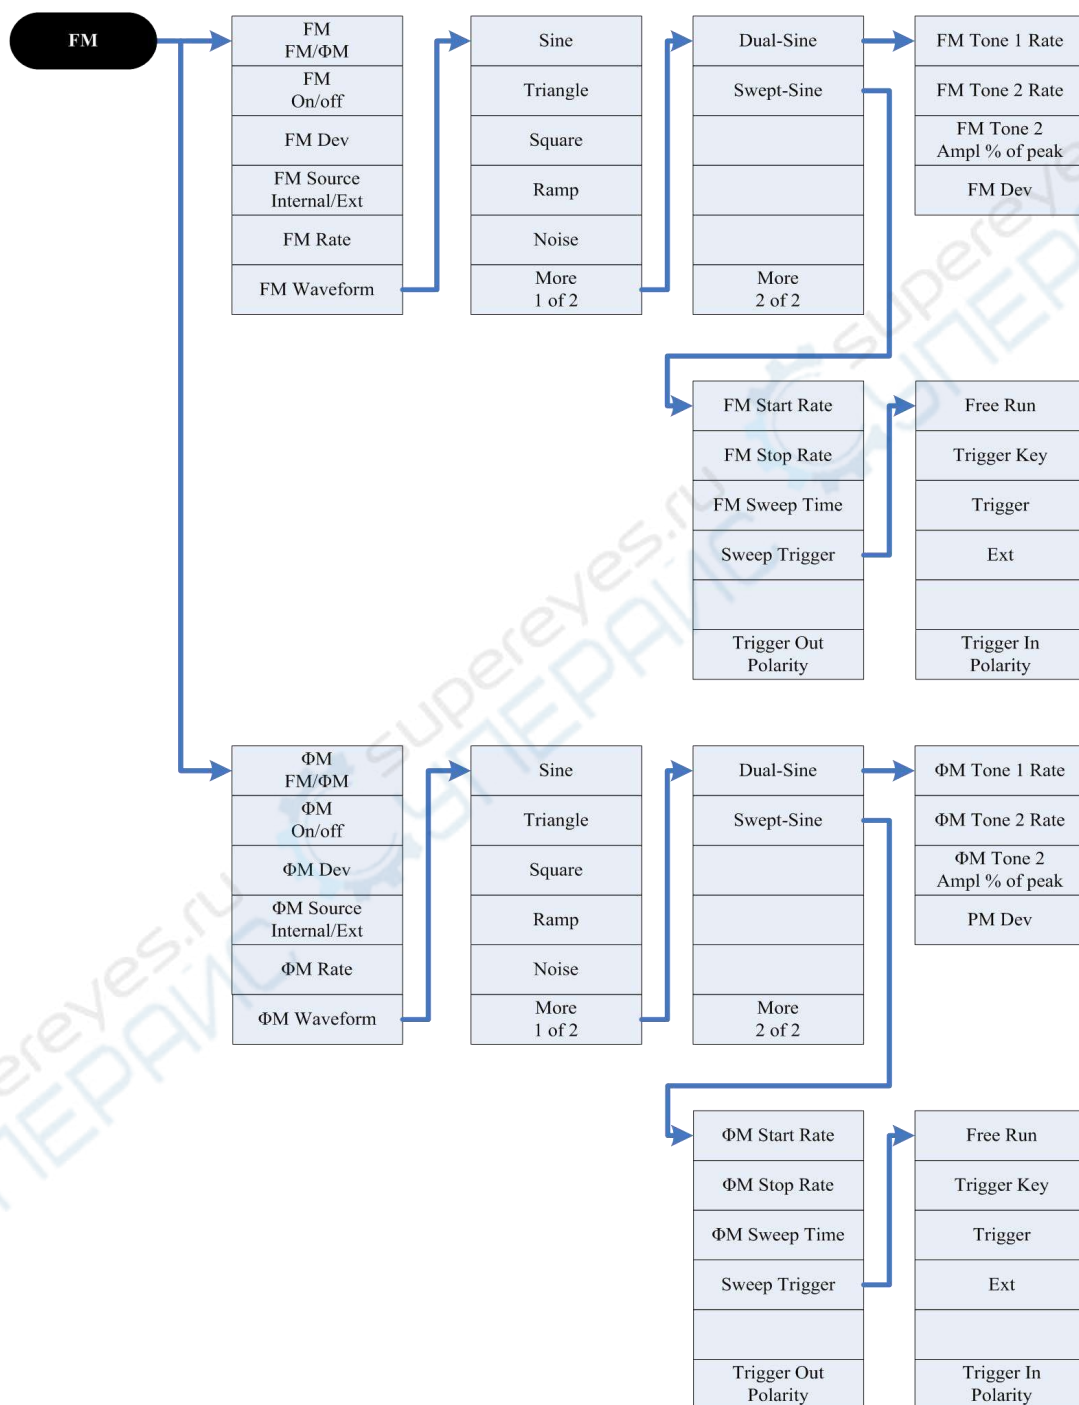 FM
FM
FM/ΦM
FM
On/off
FM Dev
FM Source
Internal/Ext
FM Rate
FM Waveform
Sine
Triangle
Square
Ramp
Noise
More
1 of 2
Dual-Sine
Swept-Sine
More
2 of 2
FM Tone 1 Rate
FM Tone 2 Rate
FM Tone 2
Ampl % of peak
FM Dev
FM Start Rate
FM Stop Rate
FM Sweep Time
Sweep Trigger
Trigger Out
Polarity
Free Run
Trigger Key
Trigger
Ext
Trigger In
Polarity
ΦM
FM/ΦM
ΦM
On/off
ΦM Dev
ΦM Source
Internal/Ext
ΦM Rate
ΦM Waveform
Sine
Triangle
Square
Ramp
Noise
More
1 of 2
Dual-Sine
Swept-Sine
More
2 of 2
ΦM Tone 1 Rate
ΦM Tone 2 Rate
ΦM Tone 2
Ampl % of peak
PM Dev
ΦM Start Rate
ΦM Stop Rate
ΦM Sweep Time
Sweep Trigger
Trigger Out
Polarity
Free Run
Trigger Key
Trigger
Ext
Trigger In
Polarity
supereyes.ru
СУПЕРАЙС